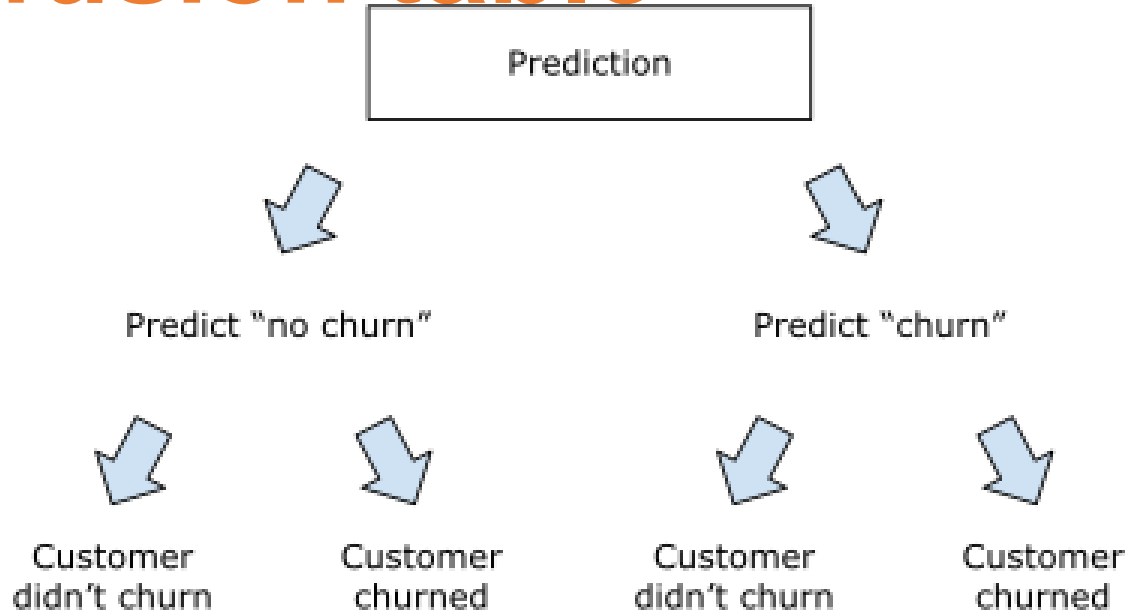 Prediction
Predict “no churn”
Predict “churn”
Customer
didn’t churn
Customer
churned
Customer
didn’t churn
Customer
churned